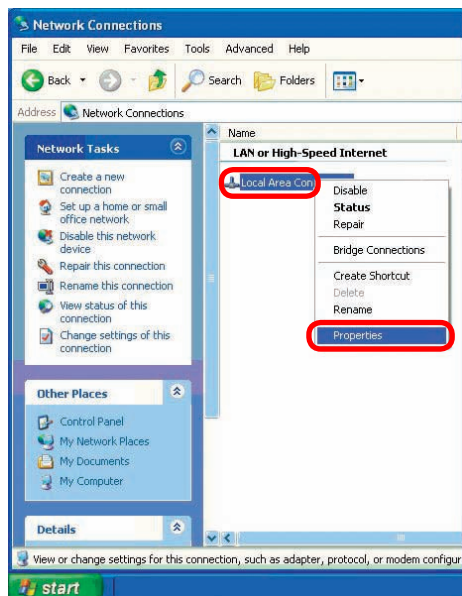 Network Connections
File Edit View Favorites Tools Advanced Help
Back Search Folders
Address Network Connections
Network Tasks
Create a new
connection
Set up a home or small
office network
Disable this network
device
Repair this connection
Rename this connection
View status of this
connection
Change settings of this
connection
Other Places
Control Panel
My Network Places
My Documents
My Computer
Details
Name
LAN or High-Speed Internet
Local Area Con
Disable
Status
Repair
Bridge Connections
Create Shortcut
Delete
Rename
Properties
View or change settings for this connection, such as adapter, protocol, or modem configur
start